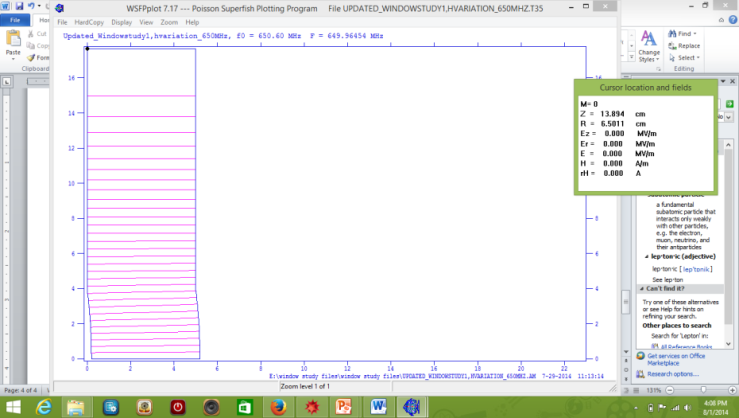 WSFPplot 7.17 --- Poisson Superfish Plotting Program File UPDATED_WINDOWSTUDY1,HVARIATION_650MHZ.T35
File HardCopy Display View Zoom Help
Updated_Windowstudy1,hvariation_650MHz, f0 = 650.60 MHz F = 649.96454 MHz
File
Cut
Paste
Clipboard
Find
Replace
Change
Styles
Select
Editing
Cursor location and fields
M= 0
Z = 13.894 cm
R = 6.5011 cm
Ez = 0.000 MV/m
Er = 0.000 MV/m
E = 0.000 MV/m
H = 0.000 A/m
rH = 0.000 A
16
14
12
10
8
6
4
2
0
16
14
8
6
4
2
0
0 2 4 6 8 10 12 14 16 18 20 22
E:\window study files\window study files\UPDATED_WINDOWSTUDY1,HVARIATION_650MHZ.AM 7-29-2014 11:13:14
Zoom level 1 of 1
subatomic particle
a fundamental
subatomic particle that
interacts only weakly
with other particles,
e.g. the electron,
muon, neutrino, and
their antiparticles
lep·ton·ic (adjective)
lep·ton·ic [ lep'tonik ]
See lep·ton
Can't find it?
Try one of these alternatives
or see Help for hints on
refining your search.
Other places to search
Search for 'Lepton' in:
All Reference Books
Get services on Office
Marketplace
Research options...
Page: 4 of 4
131%
4:08 PM
8/1/2014